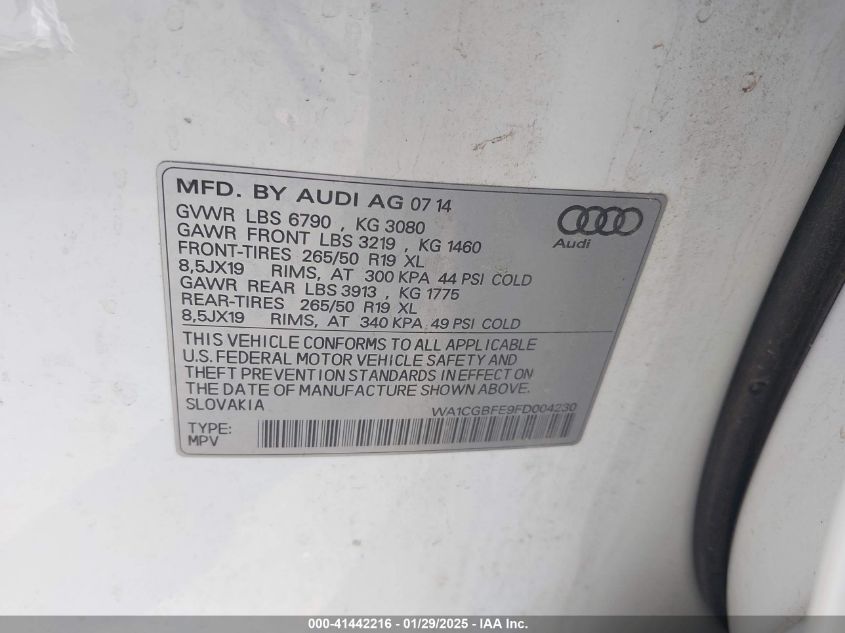 MFD. BY AUDI AG 07 14
GVWR LBS 6790 , KG 3080
GAWR FRONT LBS 3219 , KG 1460
FRONT-TIRES 265/50 R19 XL
8,5JX19 RIMS, AT 300 KPA 44 PSI COLD
GAWR REAR LBS 3913 , KG 1775
REAR-TIRES 265/50 R19 XL
8,5JX19 RIMS, AT 340 KPA 49 PSI COLD
Audi
THIS VEHICLE CONFORMS TO ALL APPLICABLE
U.S. FEDERAL MOTOR VEHICLE SAFETY AND
THEFT PREVENTION STANDARDS IN EFFECT ON
THE DATE OF MANUFACTURE SHOWN ABOVE.
SLOVAKIA WA1CGBFE9FD004230
TYPE:
MPV
000-41442216 - 01/29/2025 - IAA Inc.